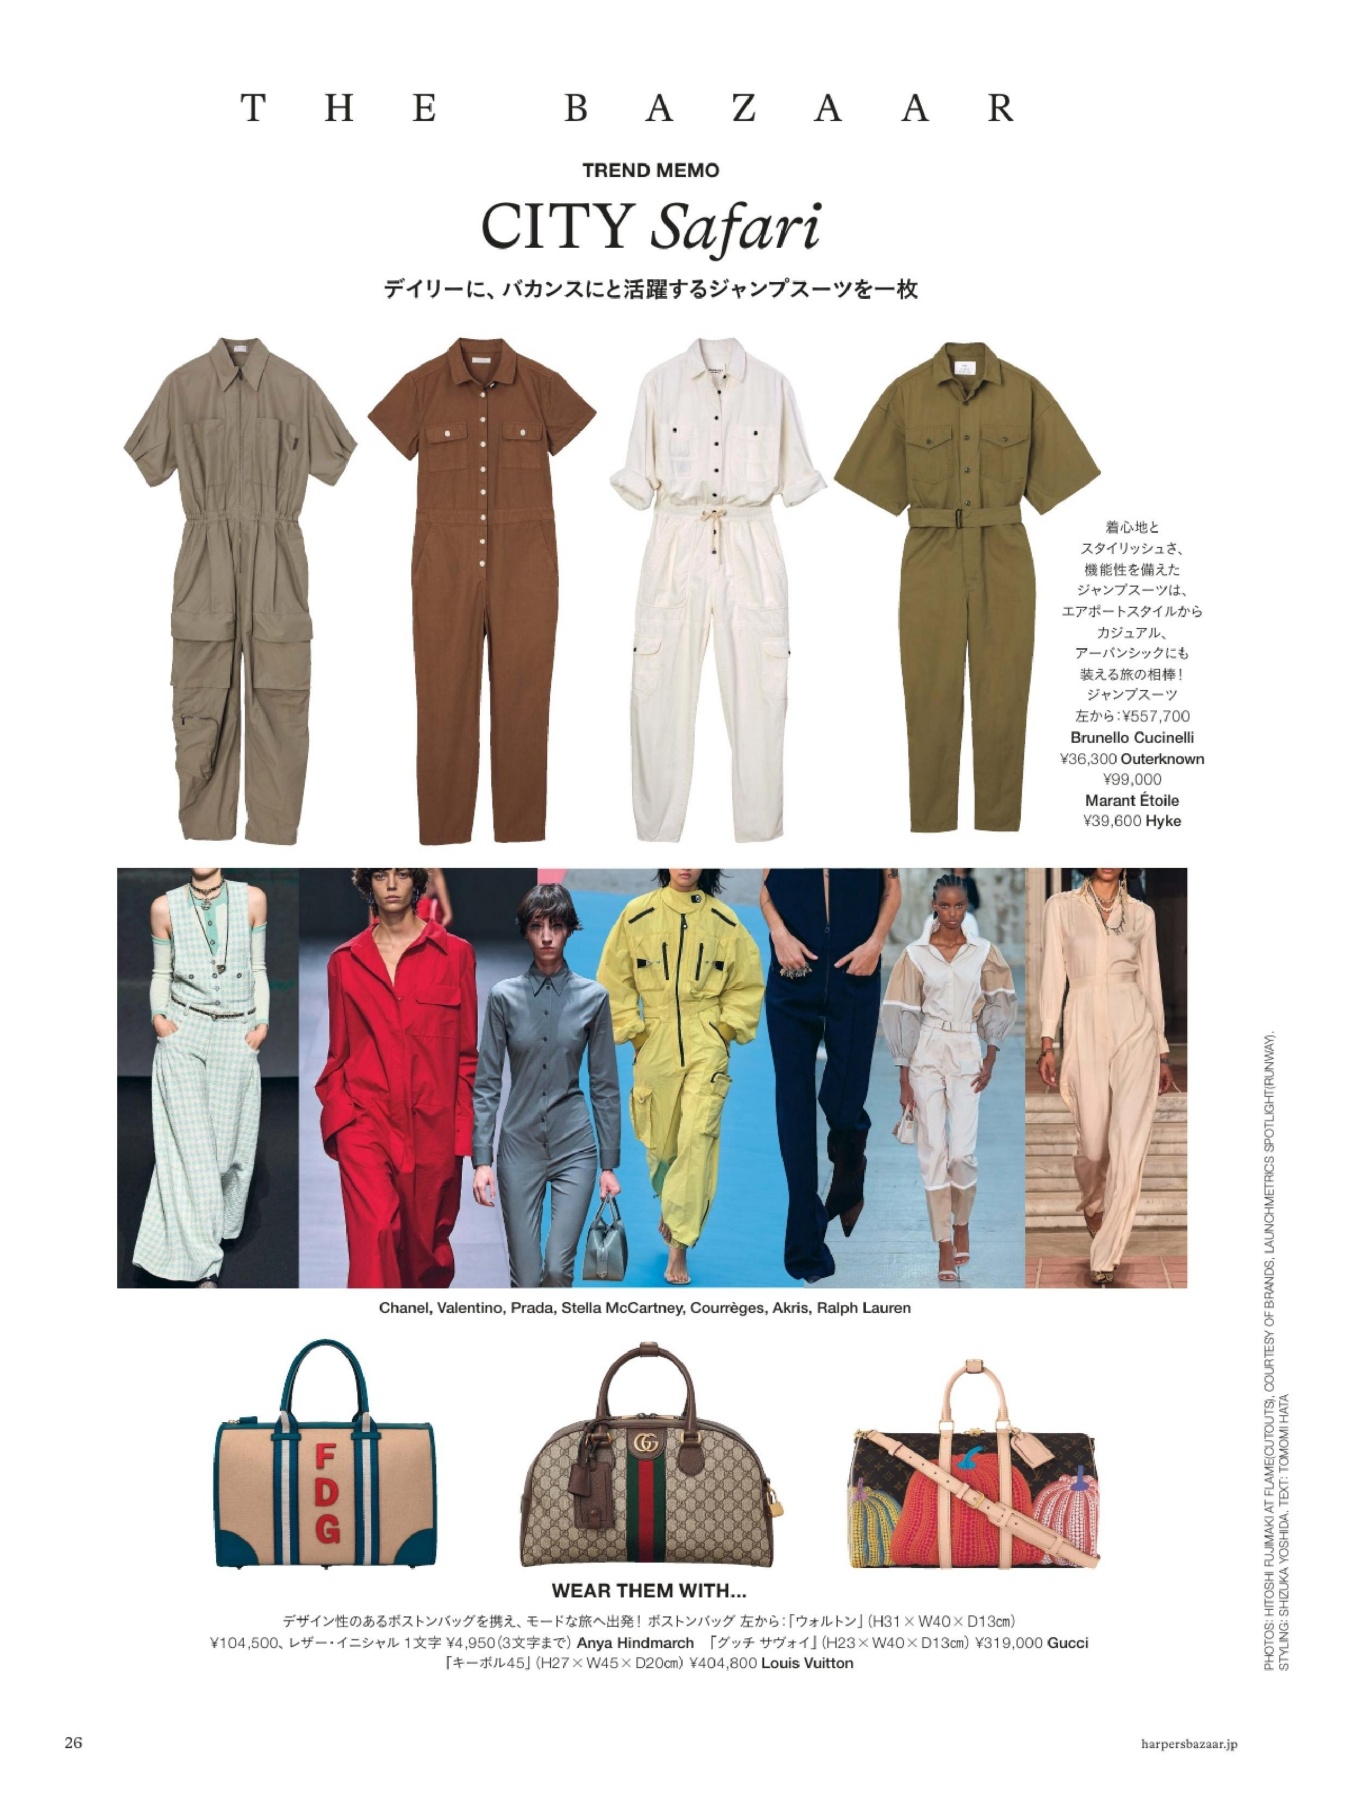 THE BAZAAR
TREND MEMO
CITY Safari
デイリーに、バカンスにと活躍するジャンプスーツを一枚
着心地と
スタイリッシュさ、
機能性を備えた
ジャンプスーツは、
エアポートスタイルから
カジュアル、
アーバンシックにも
装える旅の相棒！
ジャンプスーツ
左から：¥557,700
Brunello Cucinelli
¥36,300 Outerknown
¥99,000
Marant Étoile
¥39,600 Hyke
Chanel, Valentino, Prada, Stella McCartney, Courrèges, Akris, Ralph Lauren
F
D
G
GG
WEAR THEM WITH...
デザイン性のあるボストンバッグを携え、モードな旅へ出発！ ボストンバッグ 左から：「ウォルトン」（H31×W40×D13㎝）
¥104,500、レザー・イニシャル 1文字 ¥4,950（3文字まで） Anya Hindmarch 「グッチ サヴォイ」（H23×W40×D13㎝） ¥319,000 Gucci
「キーポル45」（H27×W45×D20㎝） ¥404,800 Louis Vuitton
PHOTOS: HITOSHI FUJIMAKI AT FLAME(CUTOUTS), COURTESY OF BRANDS, LAUNCHMETRICS SPOTLIGHT(RUNWAY).
STYLING: SHIZUKA YOSHIDA. TEXT: TOMOMI HATA
26
harpersbazaar.jp